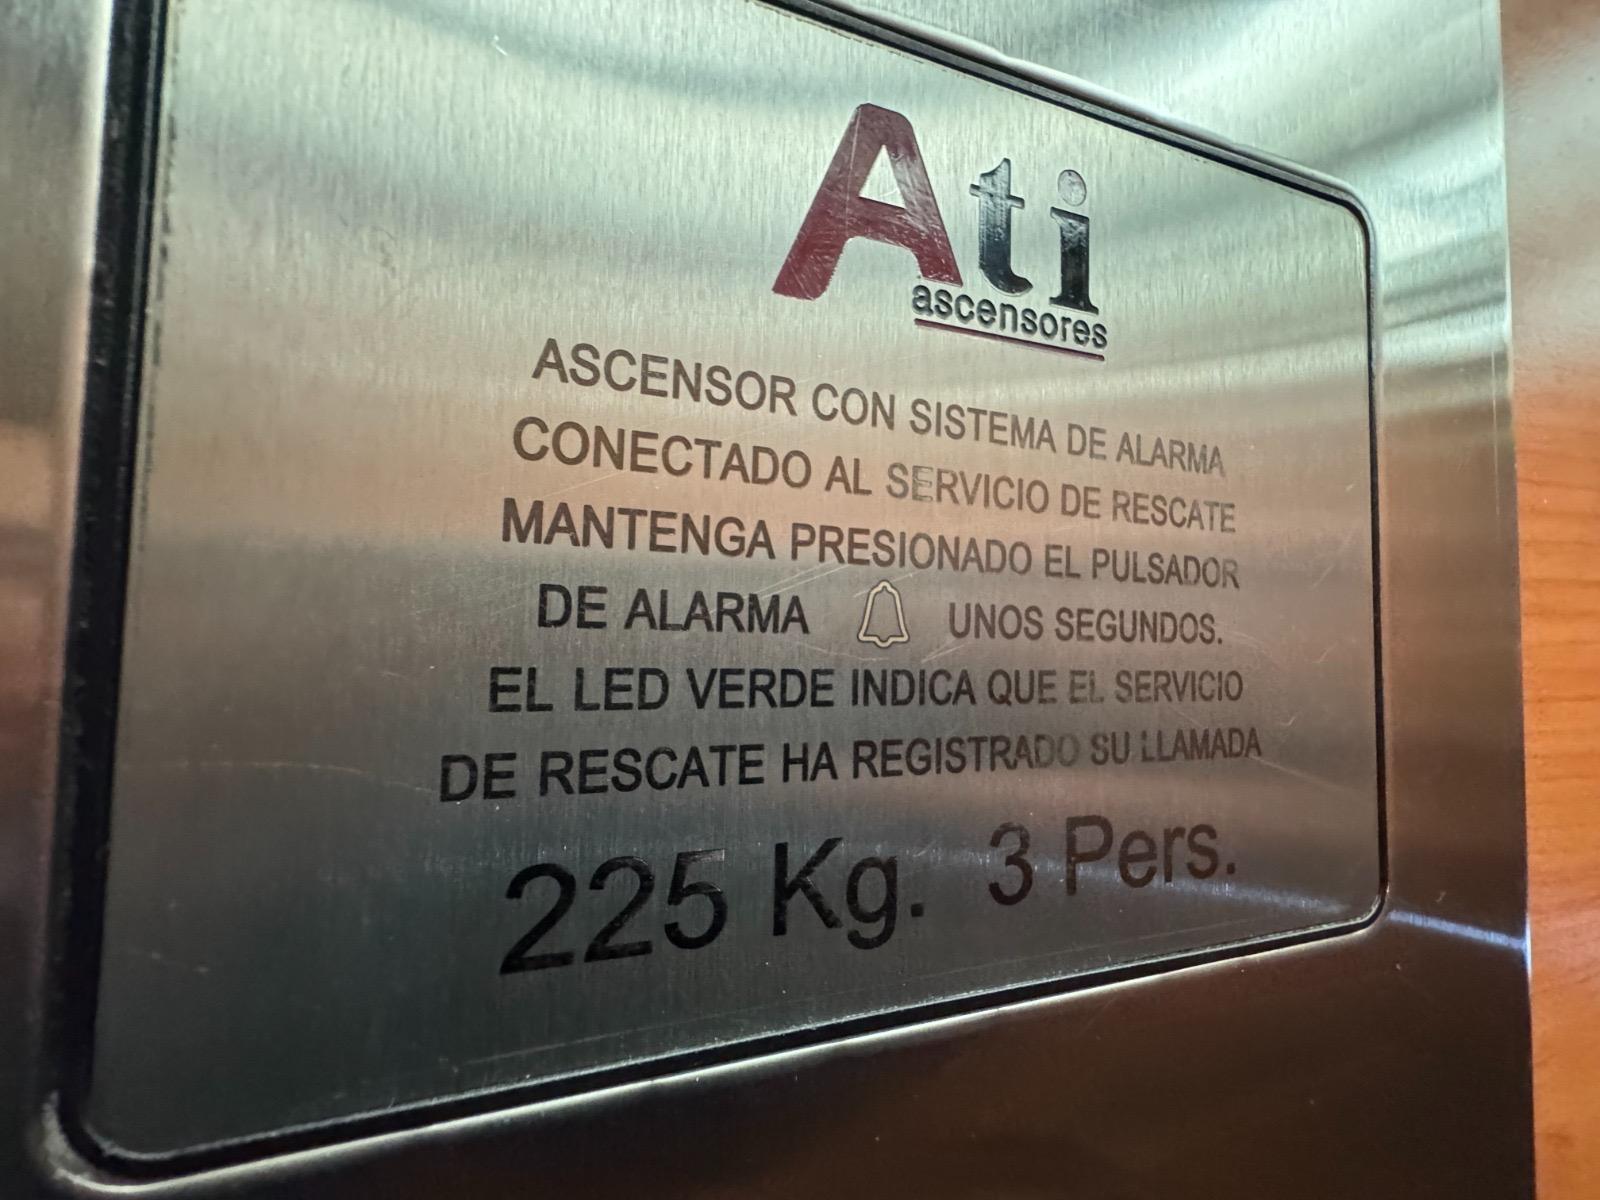 Ati
ascensores
ASCENSOR CON SISTEMA DE ALARMA
CONECTADO AL SERVICIO DE RESCATE
MANTENGA PRESIONADO EL PULSADOR
DE ALARMA UNOS SEGUNDOS.
EL LED VERDE INDICA QUE EL SERVICIO
DE RESCATE HA REGISTRADO SU LLAMADA
225 Kg. 3 Pers.